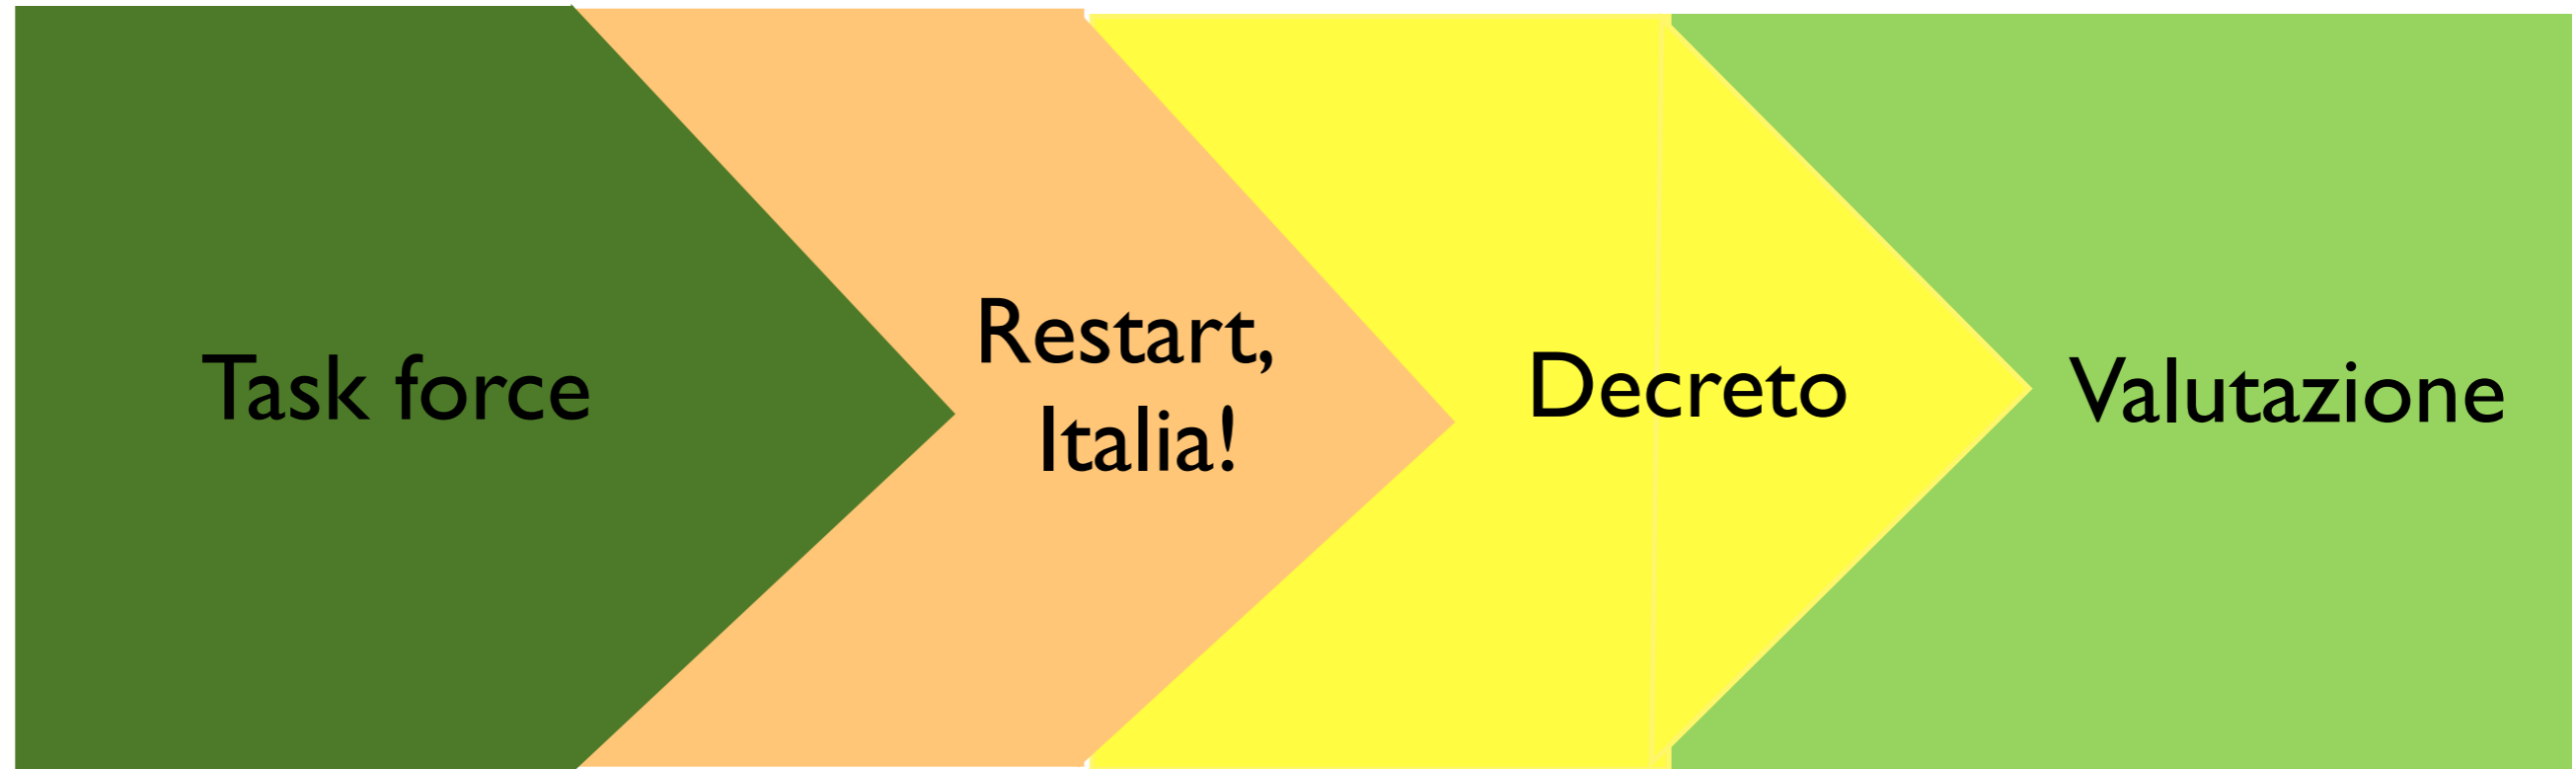 Task force
Restart,
Italia!
Decreto
Valutazione